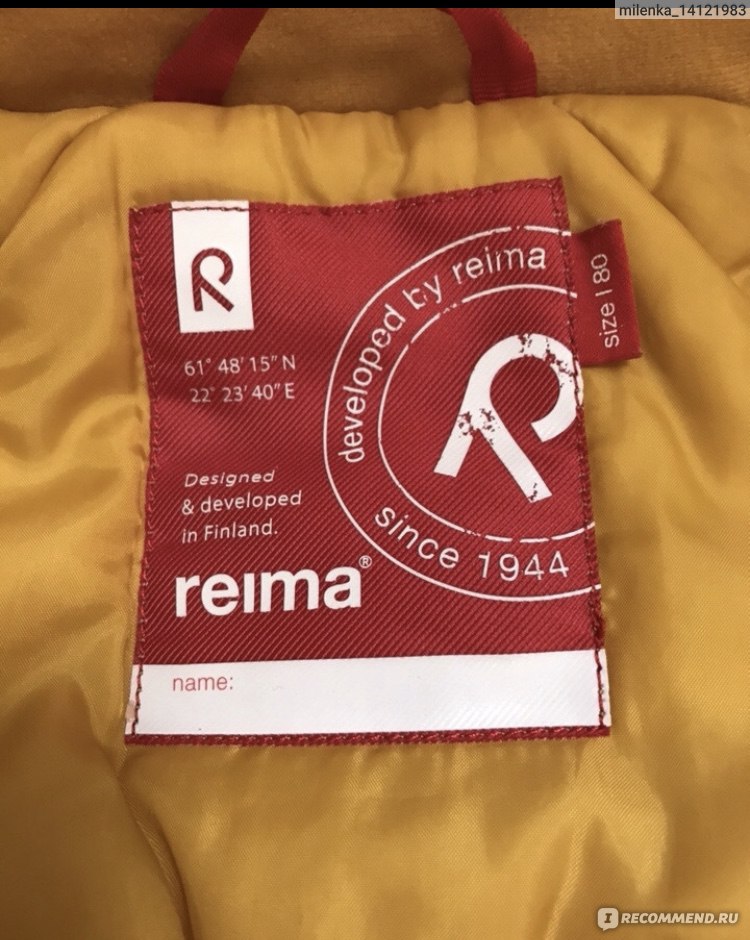 milenka_14121983
R
61° 48' 15" N
22° 23' 40" E
developed by reima
since 1944
size | 80
Designed
& developed
in Finland.
reima®
name:
IRECOMMEND.RU